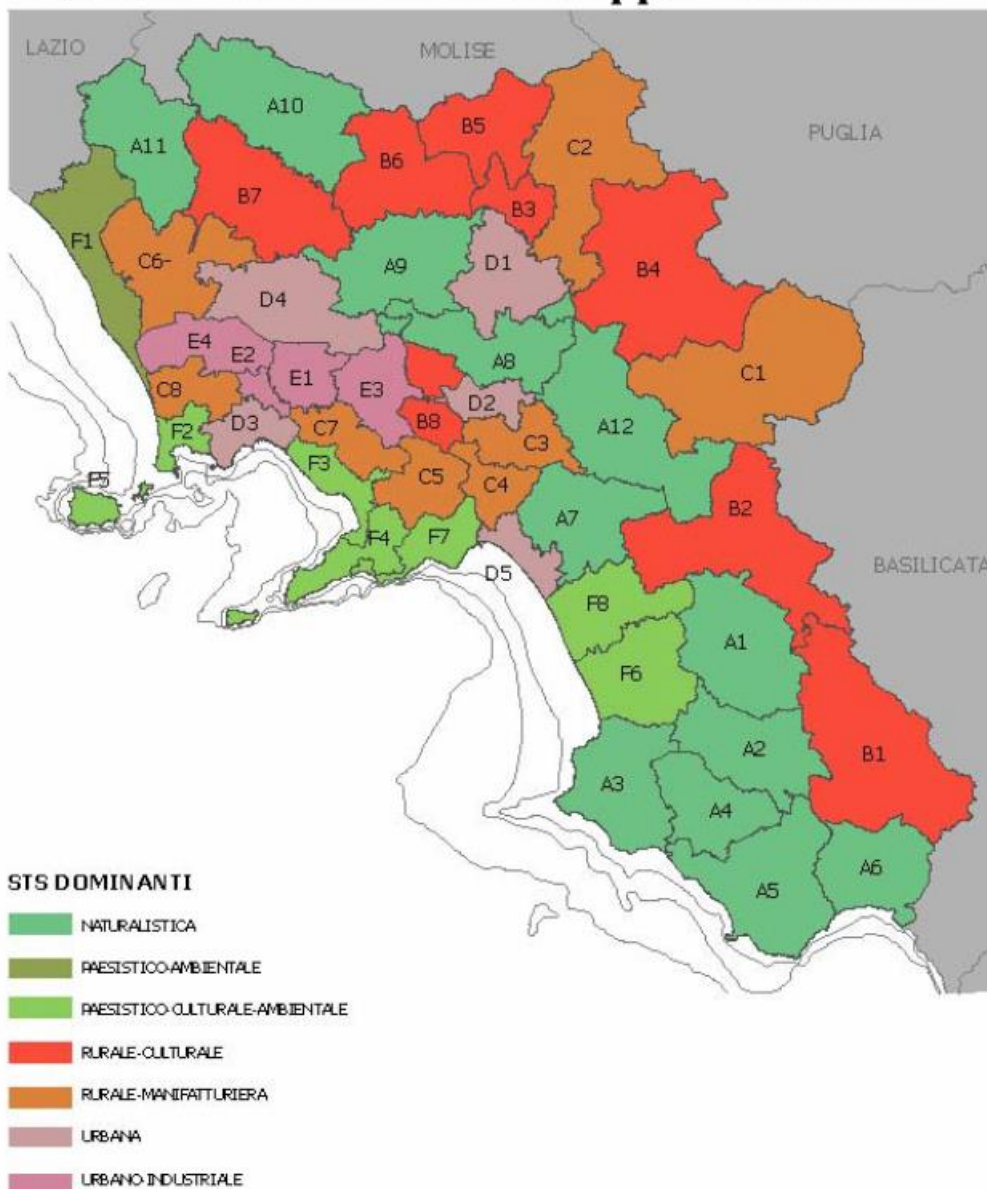 LAZIO
MOLISE
PUGLIA
BASILICATA
A10
A11
B5
C2
B6
B7
B3
F1
C6-
A9
D1
B4
D4
E4
E2
A8
C1
E1
E3
C8
D2
B8
A12
F2
D3
C7
C3
F3
C5
C4
F5
B2
A7
F4
F7
D5
F8
A1
F6
A2
B1
A3
A4
A5
A6
STS DOMINANTI
NATURALISTICA
PAESISTICO-AMBIENTALE
PAESISTICO-CULTURALE-AMBIENTALE
RURALE-CULTURALE
RURALE-MANIFATTURIERA
URBANA
URBANO-INDUSTRIALE